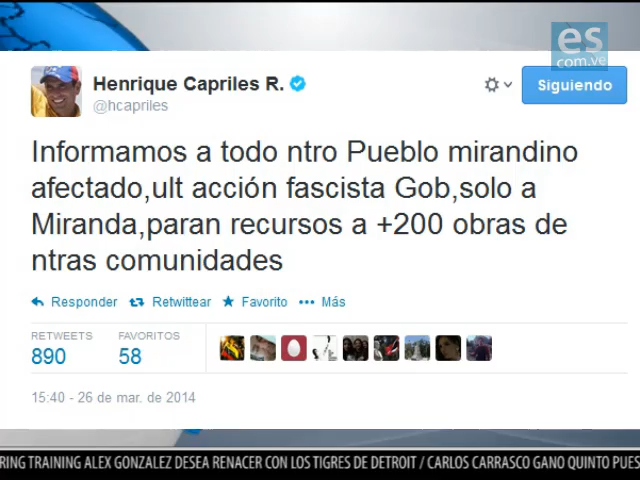 es
com.ve
Henrique Capriles R.
@hcapriles
Siguiendo
Informamos a todo ntro Pueblo mirandino
afectado,ult acción fascista Gob,solo a
Miranda,paran recursos a +200 obras de
ntras comunidades
Responder Retwittear Favorito Más
RETWEETS FAVORITOS
890 58
15:40 - 26 de mar. de 2014
RING TRAINING ALEX GONZALEZ DESEA RENACER CON LOS TIGRES DE DETROIT / CARLOS CARRASCO GANO QUINTO PUES